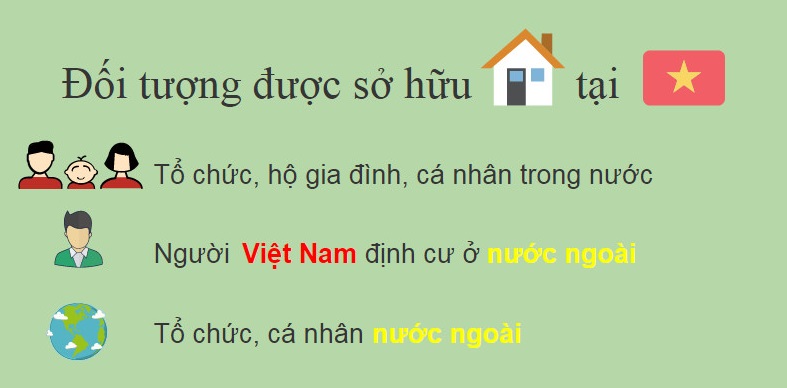 Đối tượng được sở hữu tại
Tổ chức, hộ gia đình, cá nhân trong nước
Người Việt Nam định cư ở nước ngoài
Tổ chức, cá nhân nước ngoài